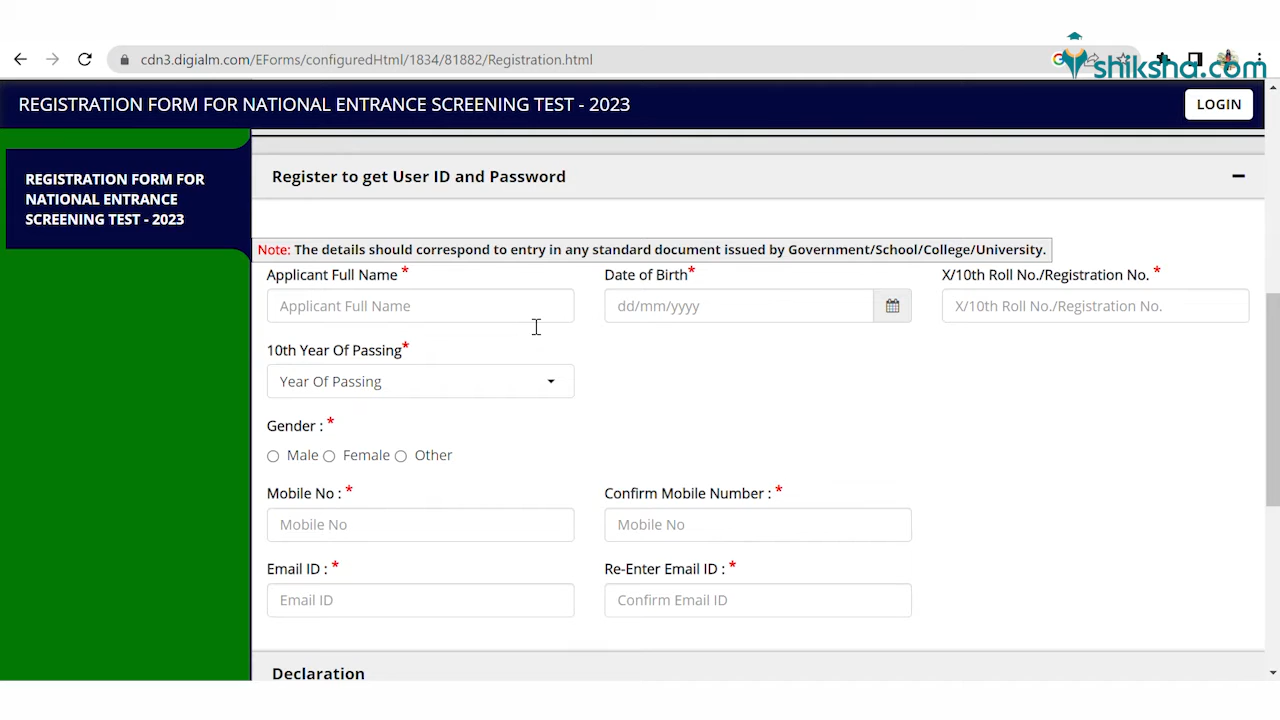 shiksha.com
cdn3.digialm.com/EForms/configuredHtml/1834/81882/Registration.html
REGISTRATION FORM FOR NATIONAL ENTRANCE SCREENING TEST - 2023
LOGIN
REGISTRATION FORM FOR
NATIONAL ENTRANCE
SCREENING TEST - 2023
Register to get User ID and Password
Note: The details should correspond to entry in any standard document issued by Government/School/College/University.
Applicant Full Name * Date of Birth* X/10th Roll No./Registration No. *
Applicant Full Name dd/mm/yyyy X/10th Roll No./Registration No.
10th Year Of Passing*
Year Of Passing
Gender : *
Male Female Other
Mobile No : * Confirm Mobile Number : *
Mobile No Mobile No
Email ID : * Re-Enter Email ID : *
Email ID Confirm Email ID
Declaration